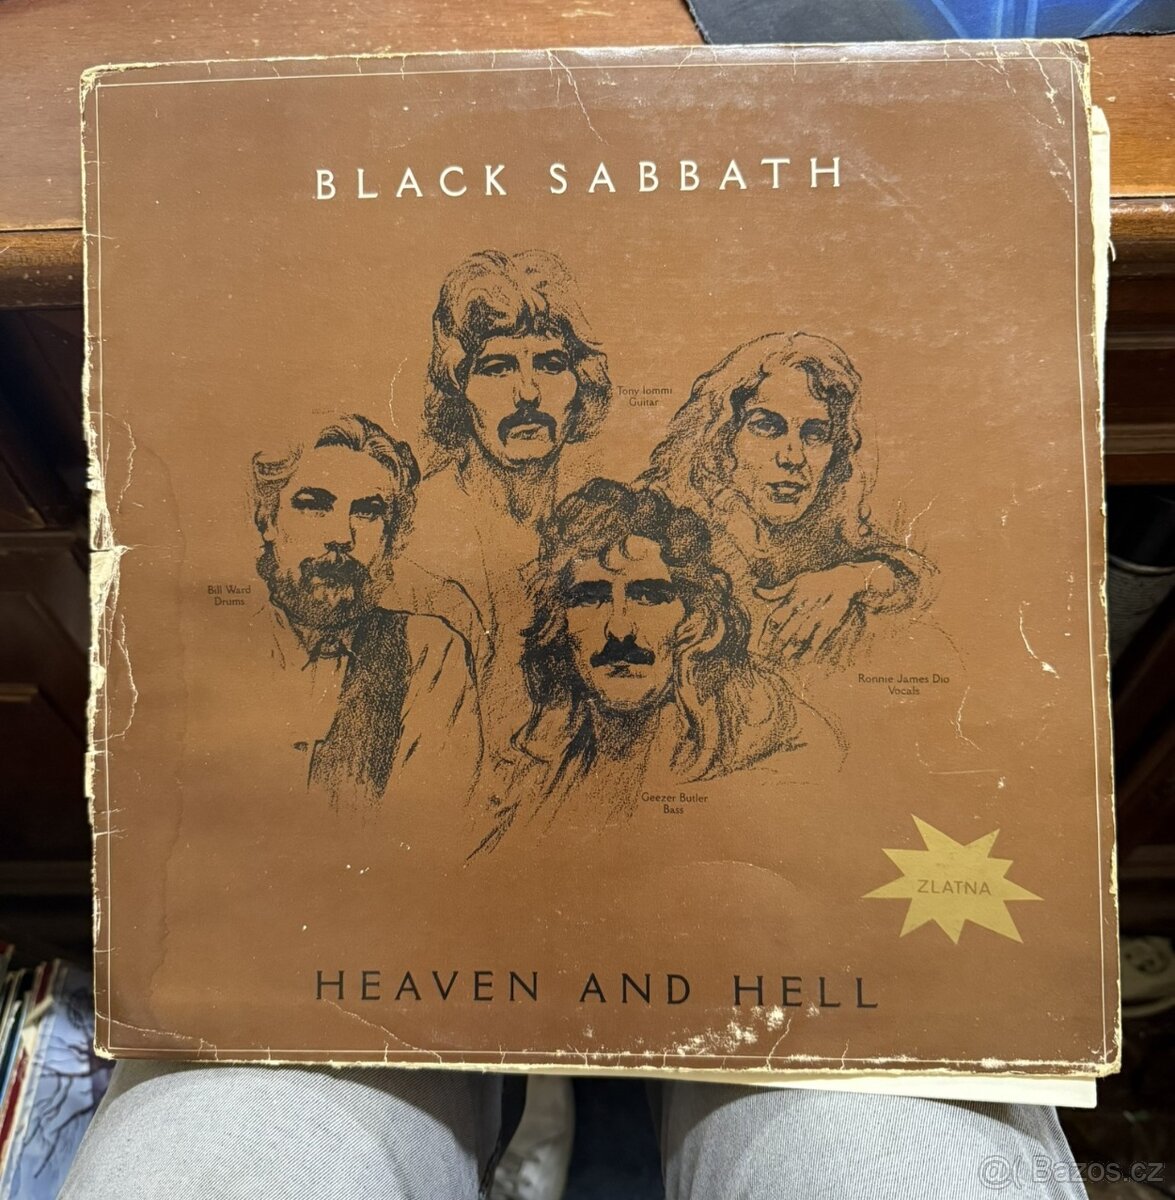 BLACK SABBATH
Tony Iommi
Guitar
Bill Ward
Drums
Ronnie James Dio
Vocals
Geezer Butler
Bass
ZLATNA
HEAVEN AND HELL
@( Bazos.cz